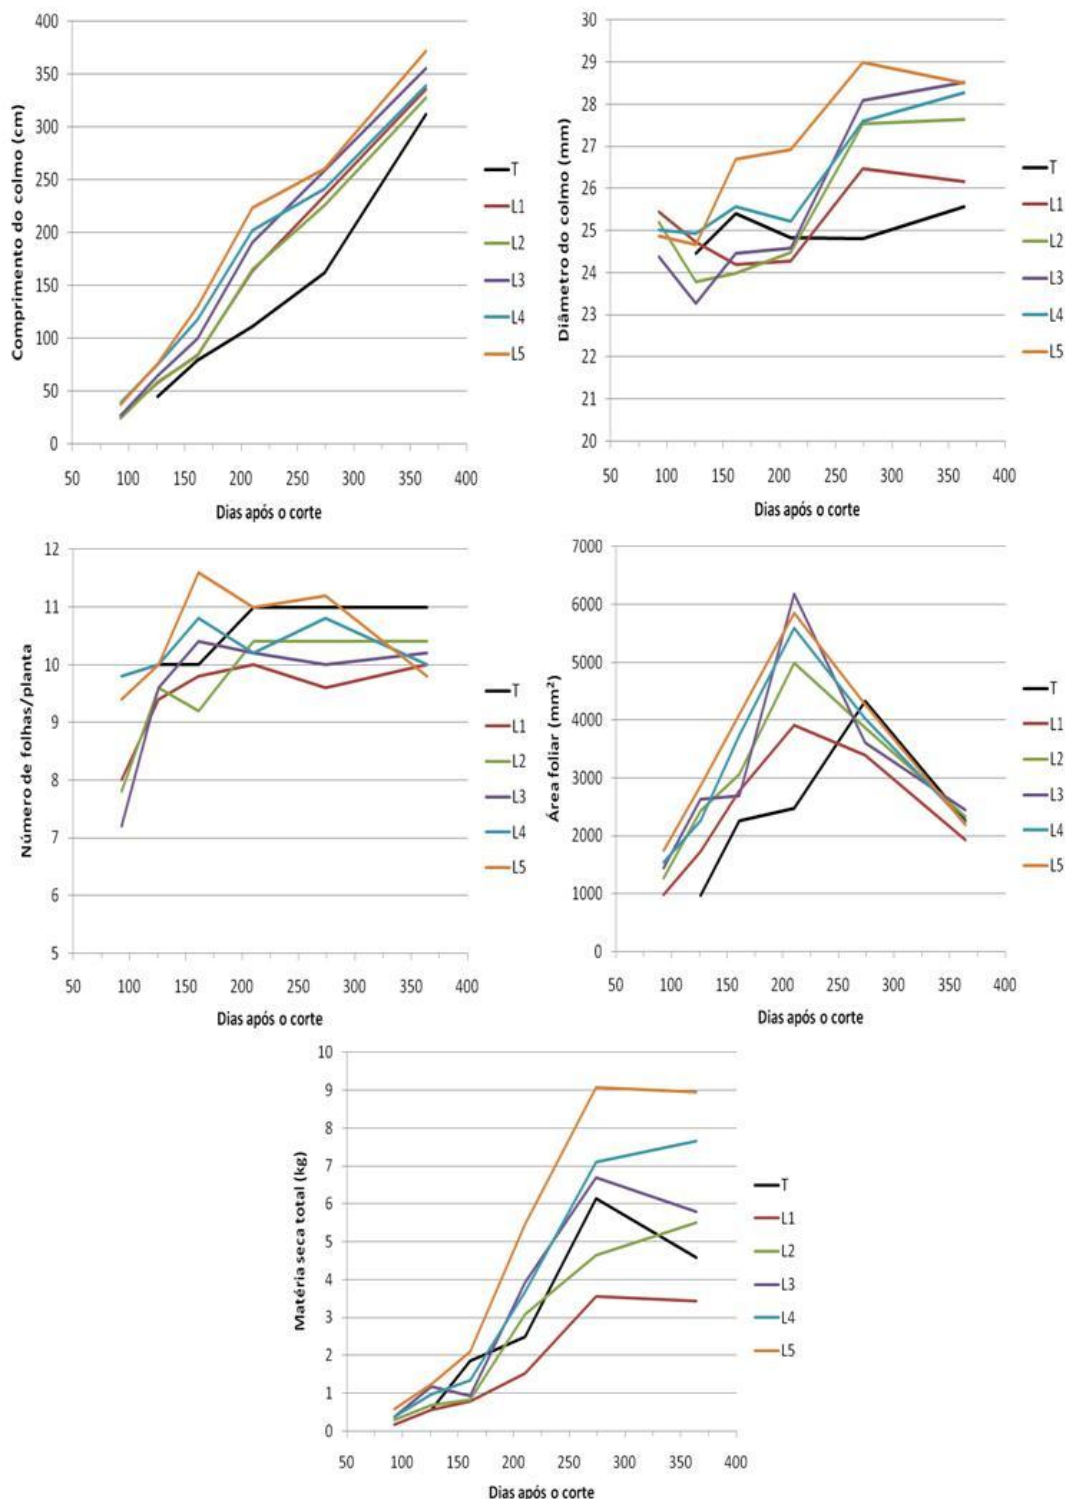 Comprimento do colmo (cm)
400
350
300
250
200
150
100
50
0
50 100 150 200 250 300 350 400
Dias após o corte
T
L1
L2
L3
L4
L5
Diâmetro do colmo (mm)
30
29
28
27
26
25
24
23
22
21
20
50 100 150 200 250 300 350 400
Dias após o corte
T
L1
L2
L3
L4
L5
Número de folhas/planta
12
11
10
9
8
7
6
5
50 100 150 200 250 300 350 400
Dias após o corte
T
L1
L2
L3
L4
L5
Área foliar (mm²)
7000
6000
5000
4000
3000
2000
1000
0
50 100 150 200 250 300 350 400
Dias após o corte
T
L1
L2
L3
L4
L5
Matéria seca total (kg)
10
9
8
7
6
5
4
3
2
1
0
50 100 150 200 250 300 350 400
Dias após o corte
T
L1
L2
L3
L4
L5